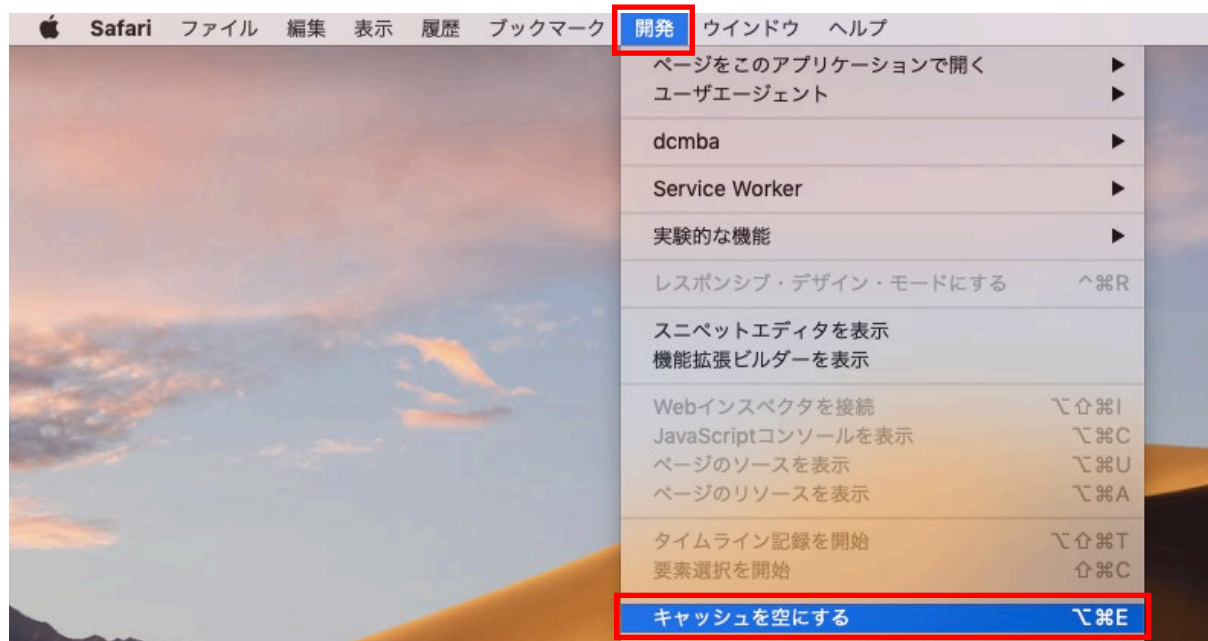 Safari ファイル 編集 表示 履歴 ブックマーク 開発 ウインドウ ヘルプ
ページをこのアプリケーションで開く ▶
ユーザエージェント ▶
dcmba ▶
Service Worker ▶
実験的な機能 ▶
レスポンシブ・デザイン・モードにする ^⌘R
スニペットエディタを表示
機能拡張ビルダーを表示
Webインスペクタを接続 ⌥⇧⌘I
JavaScriptコンソールを表示 ⌥⌘C
ページのソースを表示 ⌥⌘U
ページのリソースを表示 ⌥⌘A
タイムライン記録を開始 ⌥⇧⌘T
要素選択を開始 ⇧⌘C
キャッシュを空にする ⌥⌘E